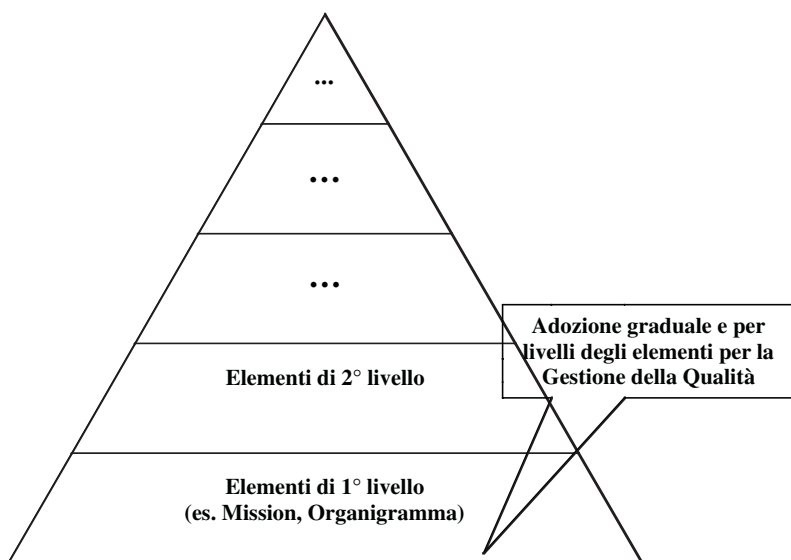 ...
...
...
Adozione graduale e per
livelli degli elementi per la
Gestione della Qualità
Elementi di 2° livello
Elementi di 1° livello
(es. Mission, Organigramma)